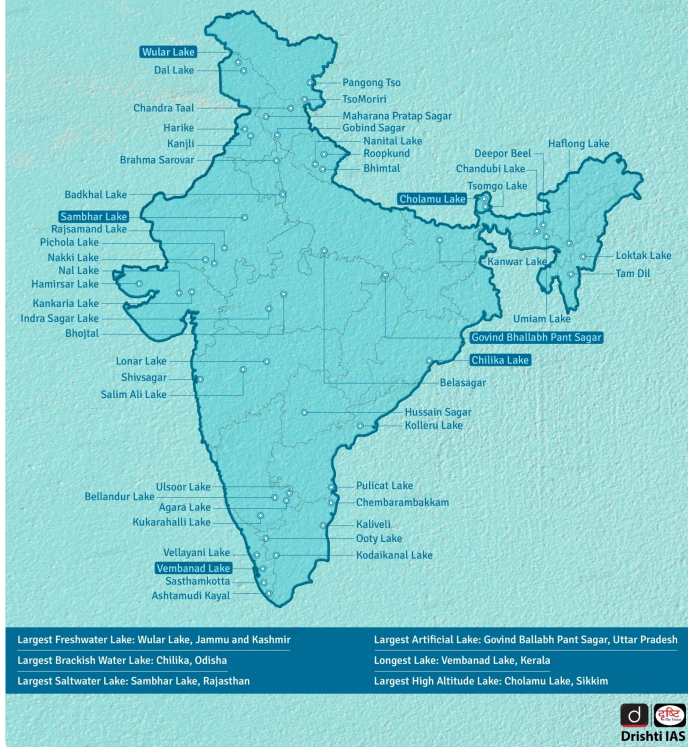 Wular Lake
Dal Lake
Chandra Taal
Harike
Kanjli
Brahma Sarovar
Badkhal Lake
Sambhar Lake
Rajsamand Lake
Pichola Lake
Nakki Lake
Nal Lake
Hamirsar Lake
Kankaria Lake
Indra Sagar Lake
Bhojtal
Lonar Lake
Shivsagar
Salim Ali Lake
Ulsoor Lake
Bellandur Lake
Agara Lake
Kukarahalli Lake
Vellayani Lake
Vembanad Lake
Sasthamkotta
Ashtamudi Kayal
Pangong Tso
TsoMoriri
Maharana Pratap Sagar
Gobind Sagar
Nanital Lake
Roopkund
Bhimtal
Haflong Lake
Deepor Beel
Chandubi Lake
Tsomgo Lake
Cholamu Lake
Kanwar Lake
Loktak Lake
Tam Dil
Umiam Lake
Govind Bhallabh Pant Sagar
Chilika Lake
Belasagar
Hussain Sagar
Kolleru Lake
Pulicat Lake
Chembarambakkam
Kaliveli
Ooty Lake
Kodaikanal Lake
Largest Freshwater Lake: Wular Lake, Jammu and Kashmir
Largest Brackish Water Lake: Chilika, Odisha
Largest Saltwater Lake: Sambhar Lake, Rajasthan
Largest Artificial Lake: Govind Ballabh Pant Sagar, Uttar Pradesh
Longest Lake: Vembanad Lake, Kerala
Largest High Altitude Lake: Cholamu Lake, Sikkim
d
दृष्टि
The Vision
Drishti IAS